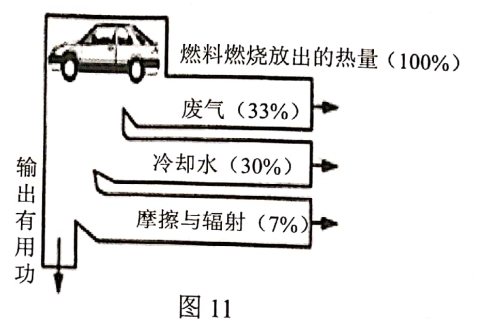 燃料燃烧放出的热量（100%）
废气（33%）
冷却水（30%）
摩擦与辐射（7%）
输出有用功
图 11